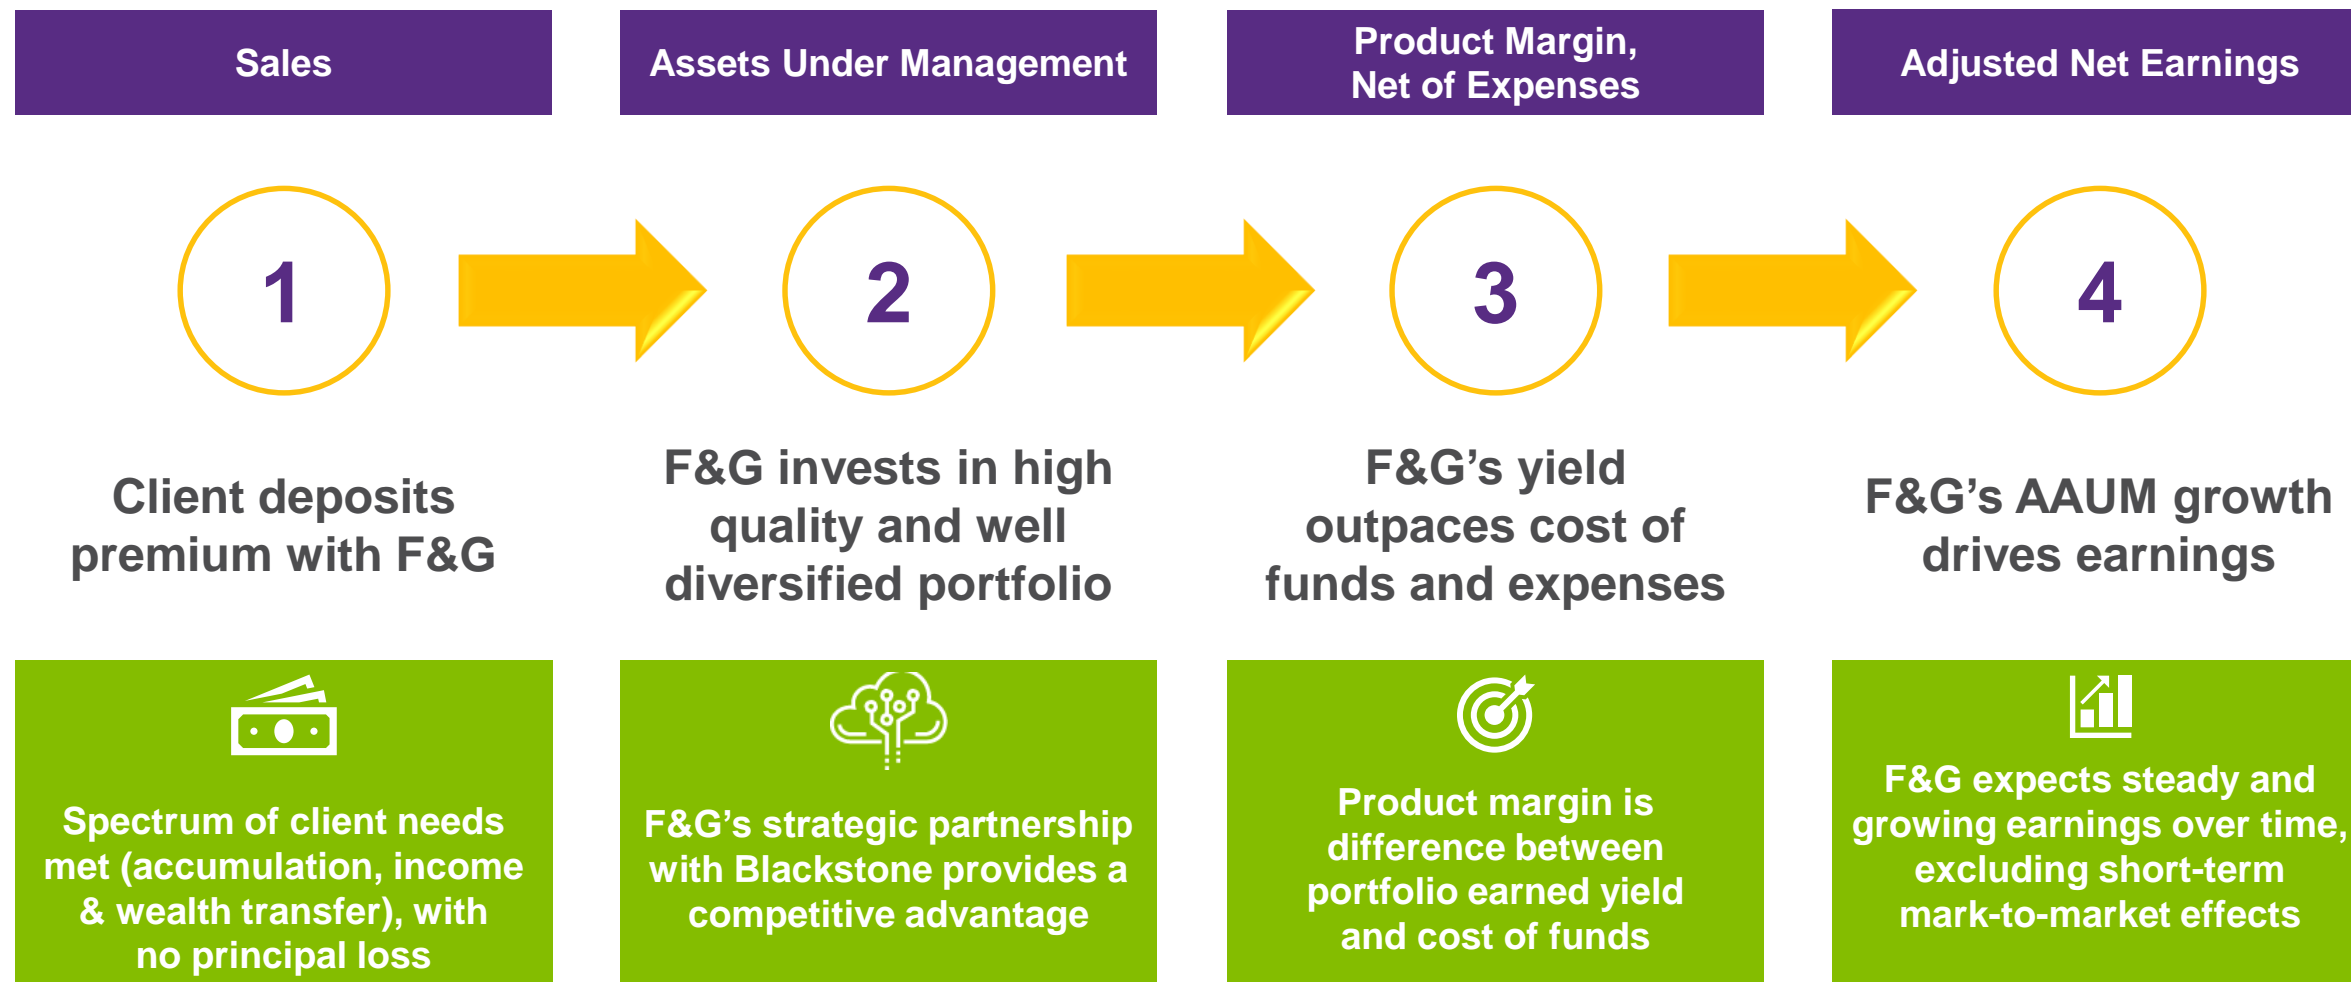 Sales
Assets Under Management
Product Margin,
Net of Expenses
Adjusted Net Earnings
1
2
3
4
Client deposits
premium with F&G
F&G invests in high
quality and well
diversified portfolio
F&G’s yield
outpaces cost of
funds and expenses
F&G’s AAUM growth
drives earnings
Spectrum of client needs
met (accumulation, income
& wealth transfer), with
no principal loss
F&G’s strategic partnership
with Blackstone provides a
competitive advantage
Product margin is
difference between
portfolio earned yield
and cost of funds
F&G expects steady and
growing earnings over time,
excluding short-term
mark-to-market effects